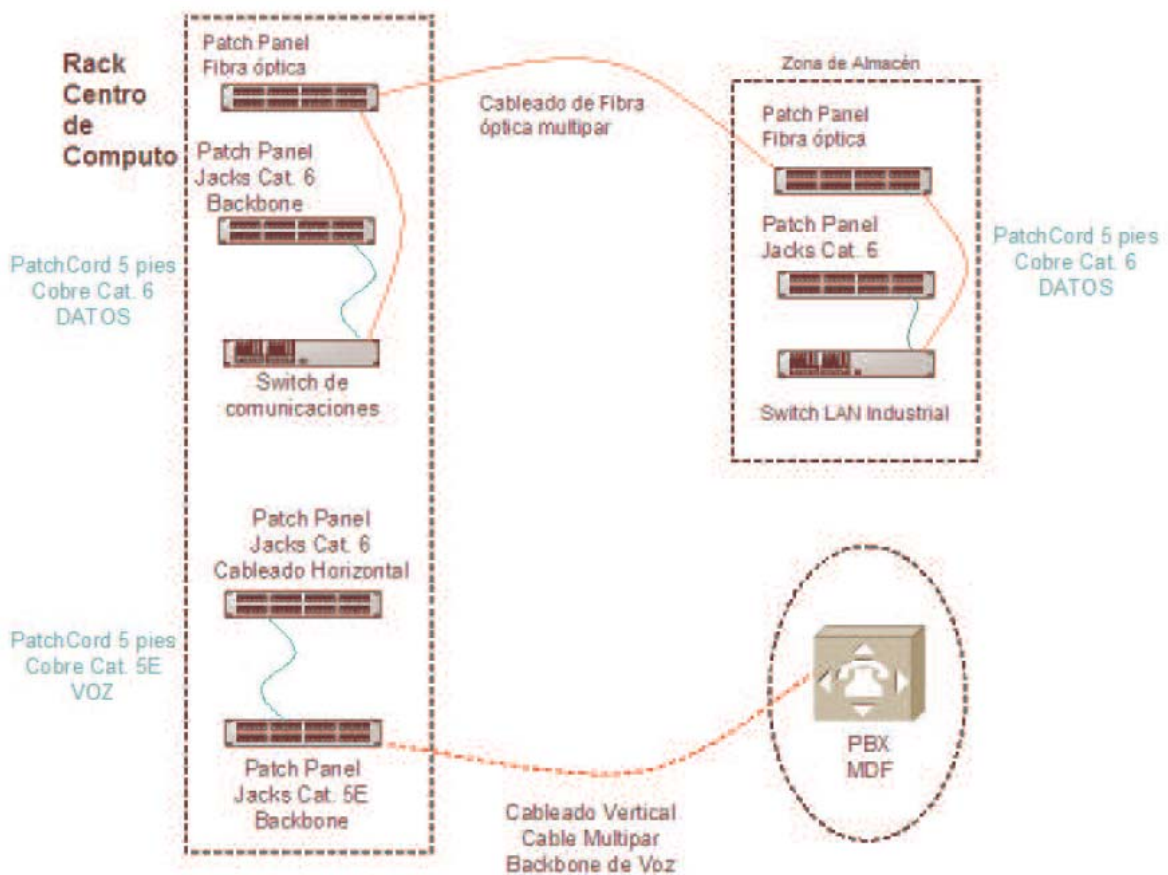 Rack
Centro
de
Computo
Patch Panel
Fibra óptica
Patch Panel
Jacks Cat. 6
Backbone
PatchCord 5 pies
Cobre Cat. 6
DATOS
Switch de
comunicaciones
Patch Panel
Jacks Cat. 6
Cableado Horizontal
PatchCord 5 pies
Cobre Cat. 5E
VOZ
Patch Panel
Jacks Cat. 5E
Backbone
Cableado de Fibra
óptica multipar
Zona de Almacén
Patch Panel
Fibra óptica
Patch Panel
Jacks Cat. 6
PatchCord 5 pies
Cobre Cat. 6
DATOS
Switch LAN Industrial
PBX
MDF
Cableado Vertical
Cable Multipar
Backbone de Voz